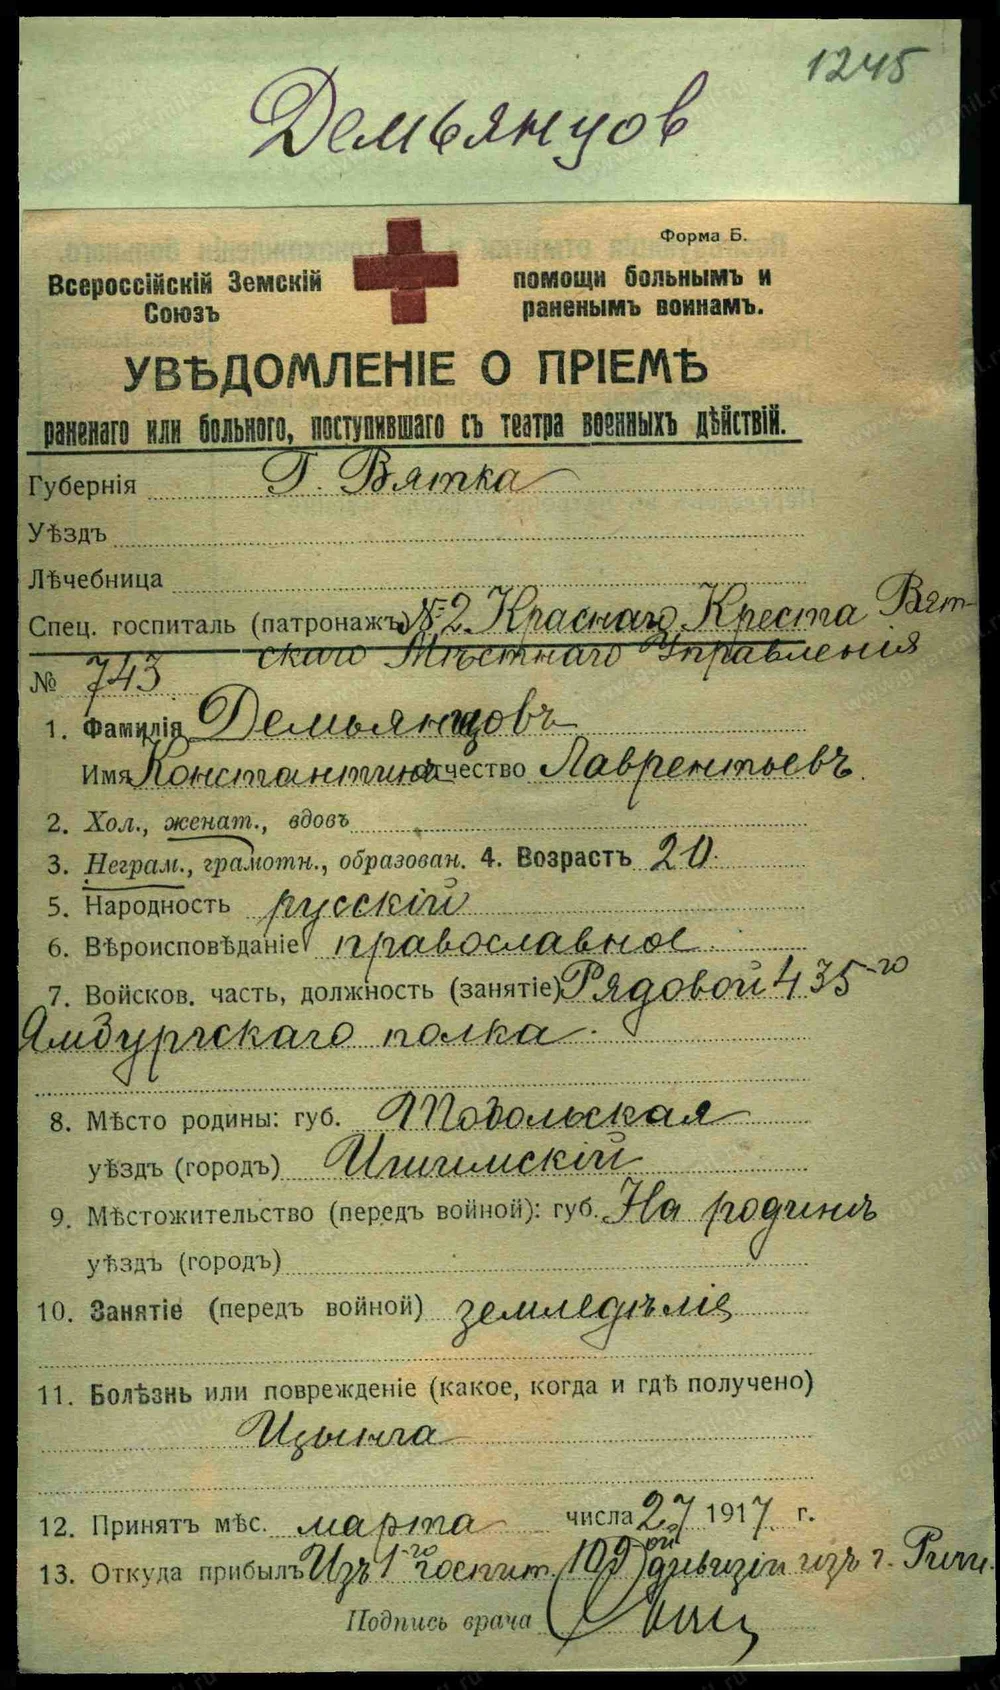 1245
Демьянцов
Форма Б.
Всероссійскій Земскій Союзъ помощи больнымъ и раненымъ воинамъ.
УВѢДОМЛЕНІЕ О ПРІЕМѢ
раненаго или больного, поступившаго съ театра военныхъ дѣйствій.
Губернія Г. Вятка
Уѣздъ
Лѣчебница
Спец. госпиталь (патронажъ) № 2 Краснаго Креста Вят-
скаго Мѣстнаго Управленія
№ 743
1. Фамилія Демьянцовъ
Имя Константинъ отчество Лаврентьевъ
2. Хол., женат., вдовъ
3. Неграм., грамотн., образован. 4. Возрастъ 20.
5. Народность русскій
6. Вѣроисповѣданіе православное
7. Войсков. часть, должность (занятіе) Рядовой 435-го
Ямбургскаго полка.
8. Мѣсто родины: губ. Тобольская
уѣздъ (городъ) Ишимскій
9. Мѣстожительство (передъ войной): губ. На родинѣ
уѣздъ (городъ)
10. Занятіе (передъ войной) земледѣліе
11. Болѣзнь или поврежденіе (какое, когда и гдѣ получено)
Цынга
12. Принятъ мѣс. марта числа 27 1917 г.
13. Откуда прибылъ Изъ 1-го госпит. 109 ой дивизіи изъ г. Риги.
Подпись врача